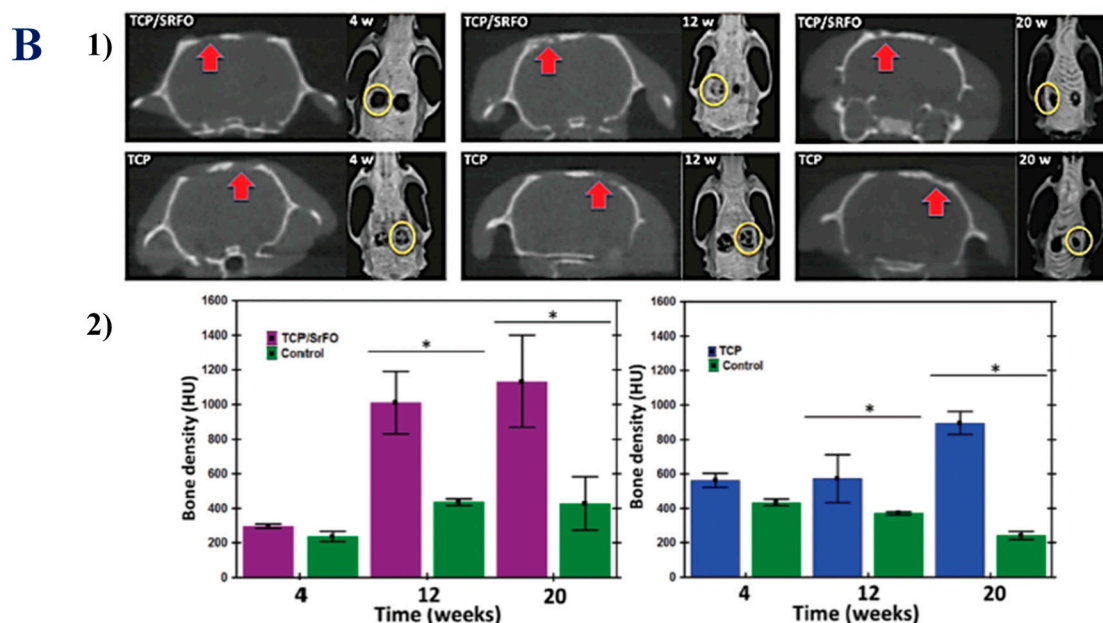 B
1)
TCP/SRFO 4 w
TCP/SRFO 12 w
TCP/SRFO 20 w
TCP 4 w
TCP 12 w
TCP 20 w
2)
Bone density (HU)
1600
1400
1200
1000
800
600
400
200
0
TCP/SrFO
Control
*
*
4 12 20
Time (weeks)
Bone density (HU)
1600
1400
1200
1000
800
600
400
200
0
TCP
Control
*
*
4 12 20
Time (weeks)